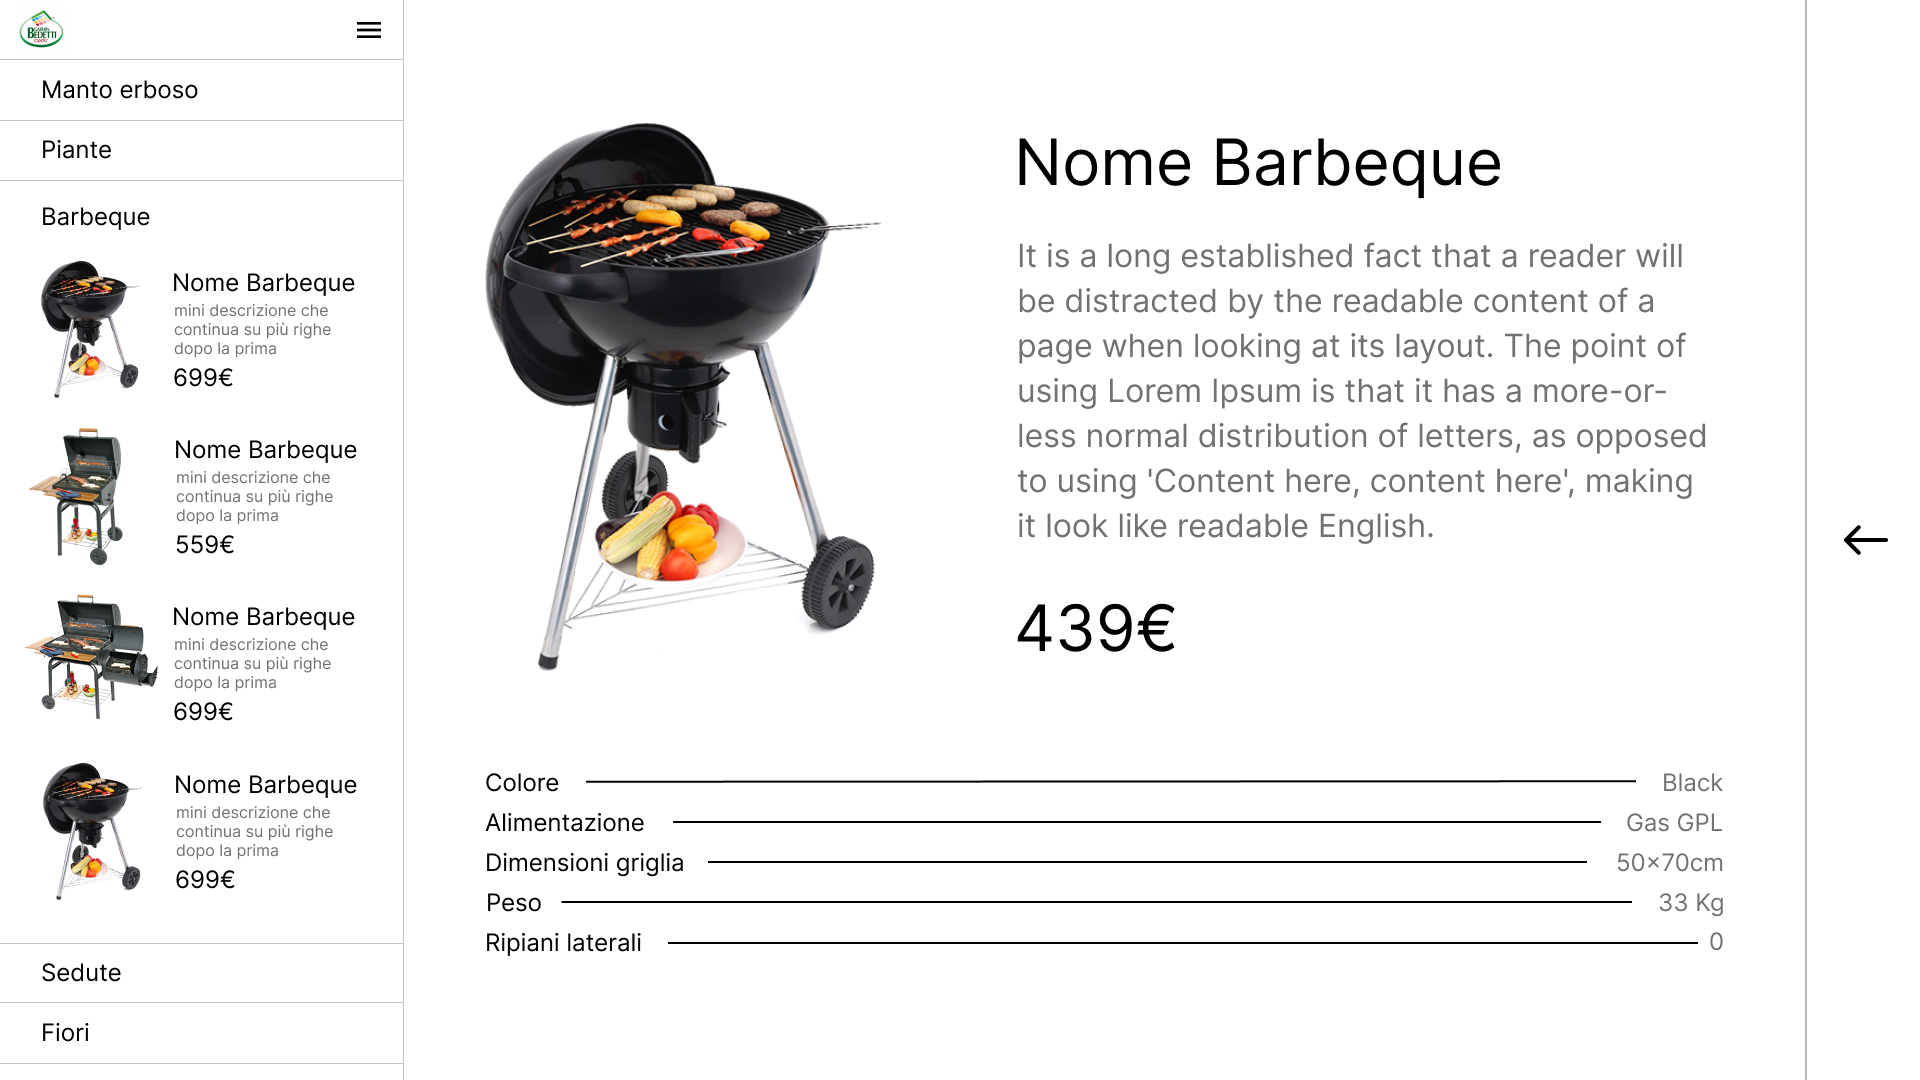 GARDEN
BEDETTI
CANTÙ
Manto erboso
Piante
Barbeque
Nome Barbeque
mini descrizione che
continua su più righe
dopo la prima
699€
Nome Barbeque
mini descrizione che
continua su più righe
dopo la prima
559€
Nome Barbeque
mini descrizione che
continua su più righe
dopo la prima
699€
Nome Barbeque
mini descrizione che
continua su più righe
dopo la prima
699€
Sedute
Fiori
Nome Barbeque
It is a long established fact that a reader will
be distracted by the readable content of a
page when looking at its layout. The point of
using Lorem Ipsum is that it has a more-or-
less normal distribution of letters, as opposed
to using 'Content here, content here', making
it look like readable English.
439€
Colore Black
Alimentazione Gas GPL
Dimensioni griglia 50x70cm
Peso 33 Kg
Ripiani laterali 0